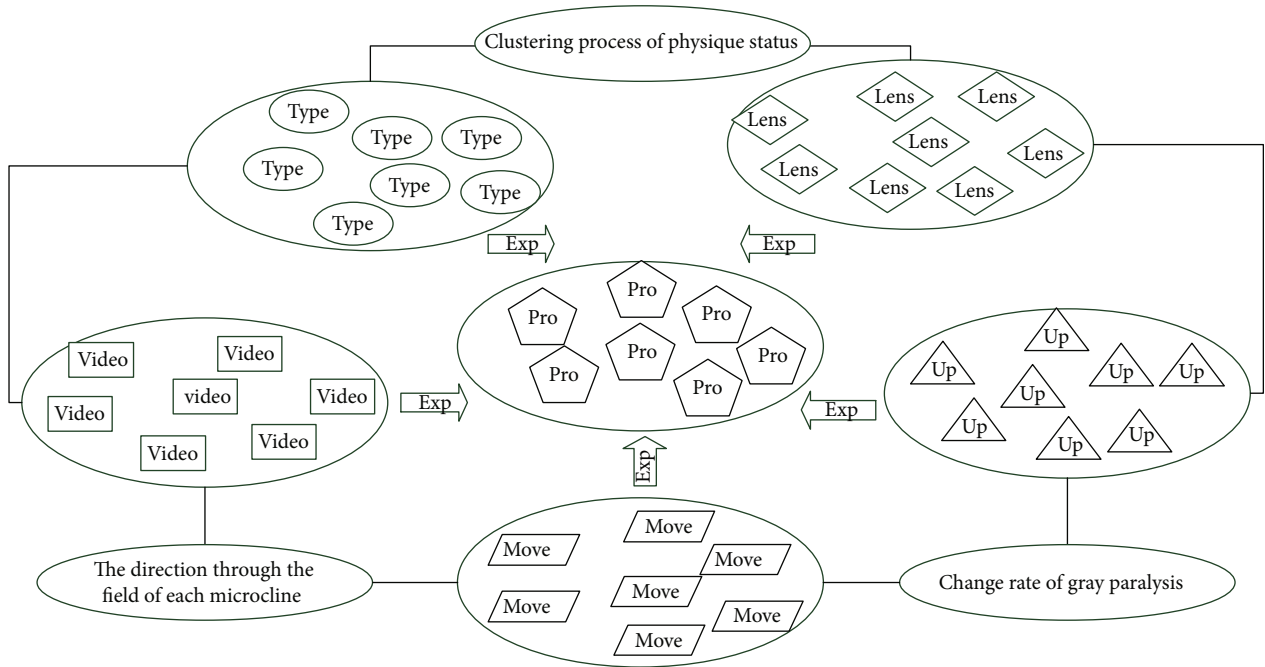 Clustering process of physique status
Type
Type
Type
Type
Type
Type
Type
Lens
Lens
Lens
Lens
Lens
Lens
Lens
Lens
Exp
Exp
Pro
Pro
Pro
Pro
Pro
Pro
Pro
Video
Video
video
Video
Video
Video
Video
Exp
Exp
Up
Up
Up
Up
Up
Up
Up
Up
Exp
Move
Move
Move
Move
Move
Move
Move
The direction through the
field of each microcline
Change rate of gray paralysis